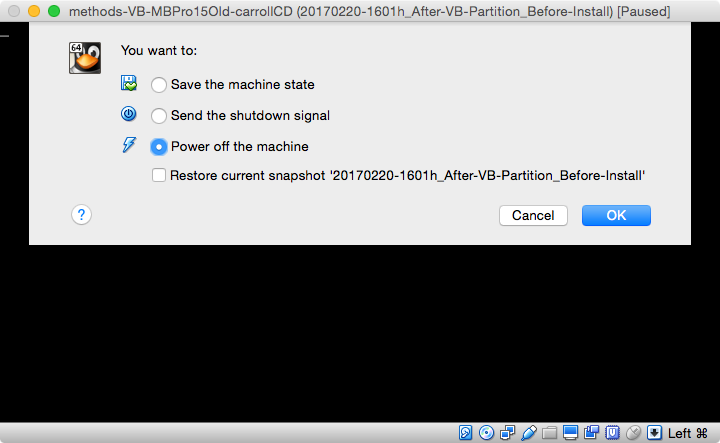 methods-VB-MBPro15Old-carrollCD (20170220-1601h_After-VB-Partition_Before-Install) [Paused]
64
You want to:
Save the machine state
Send the shutdown signal
Power off the machine
Restore current snapshot '20170220-1601h_After-VB-Partition_Before-Install'
?
Cancel
OK
Left ⌘